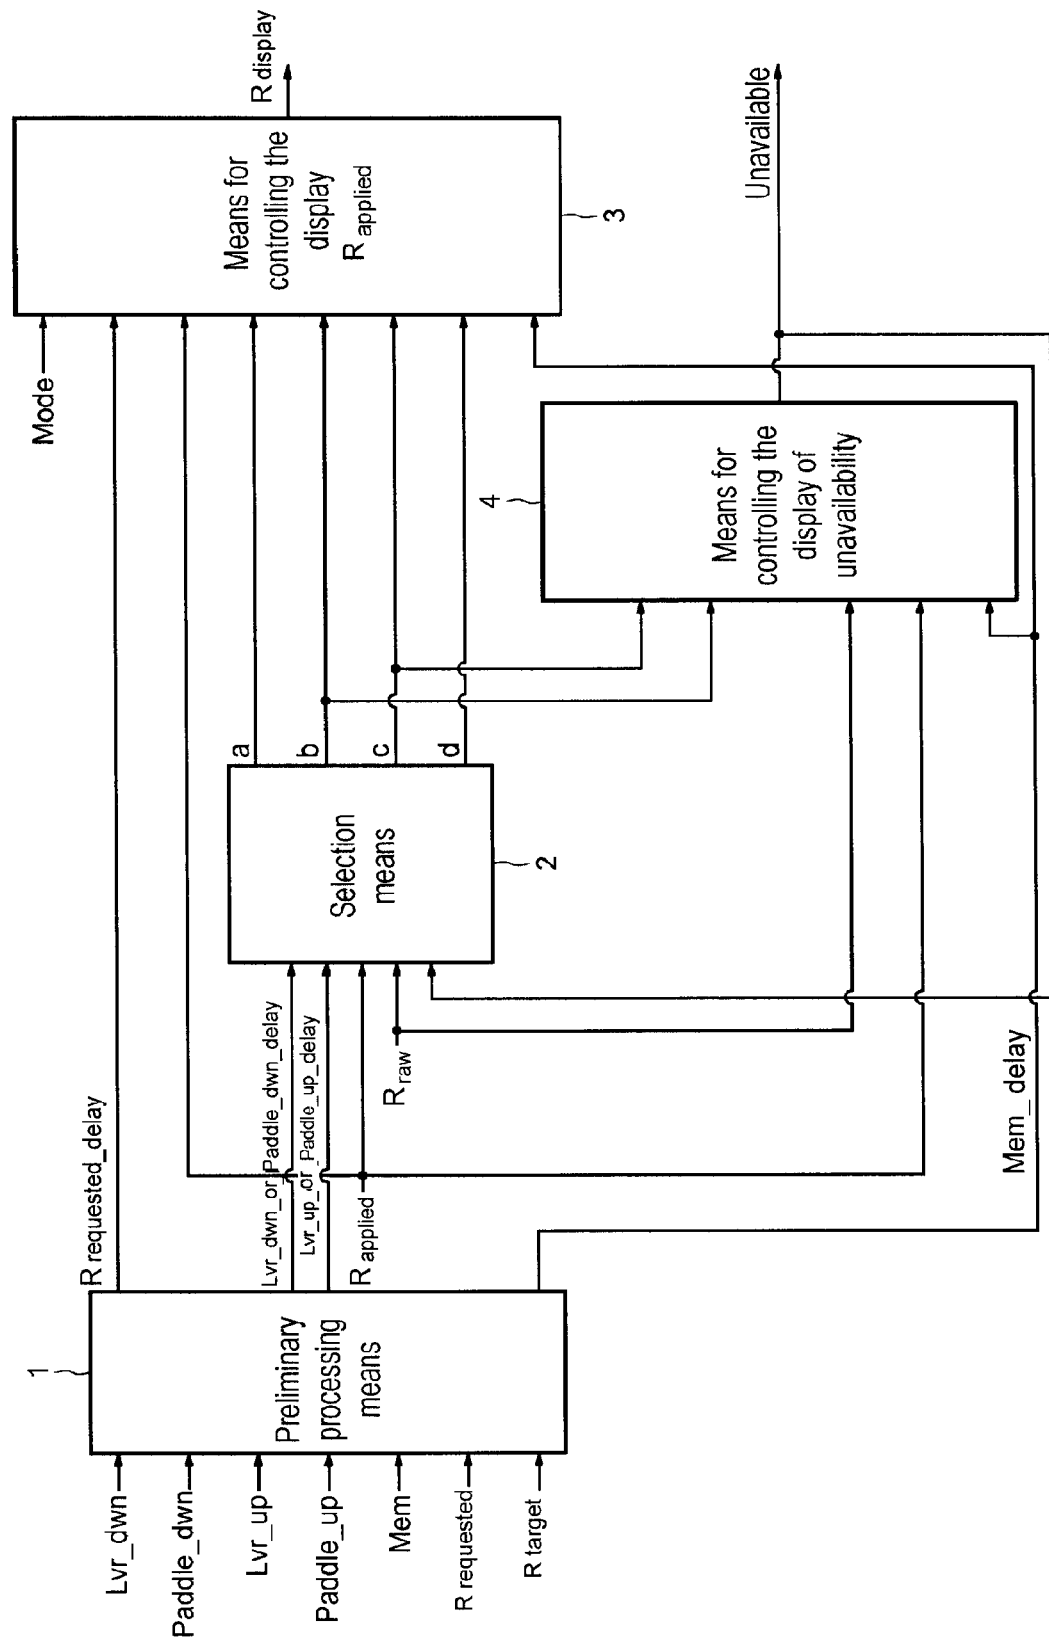 Lvr_dwn
Paddle_dwn
Lvr_up
Paddle_up
Mem
R requested
R target
1
Preliminary
processing
means
R requested_delay
Lvr_dwn_or_Paddle_dwn_delay
Lvr_up_or_Paddle_up_delay
R applied
R raw
Mem_delay
Selection
means
2
a
b
c
d
Mode
Means for
controlling the
display
R applied
3
R display
4
Means for
controlling the
display of
unavailability
Unavailable